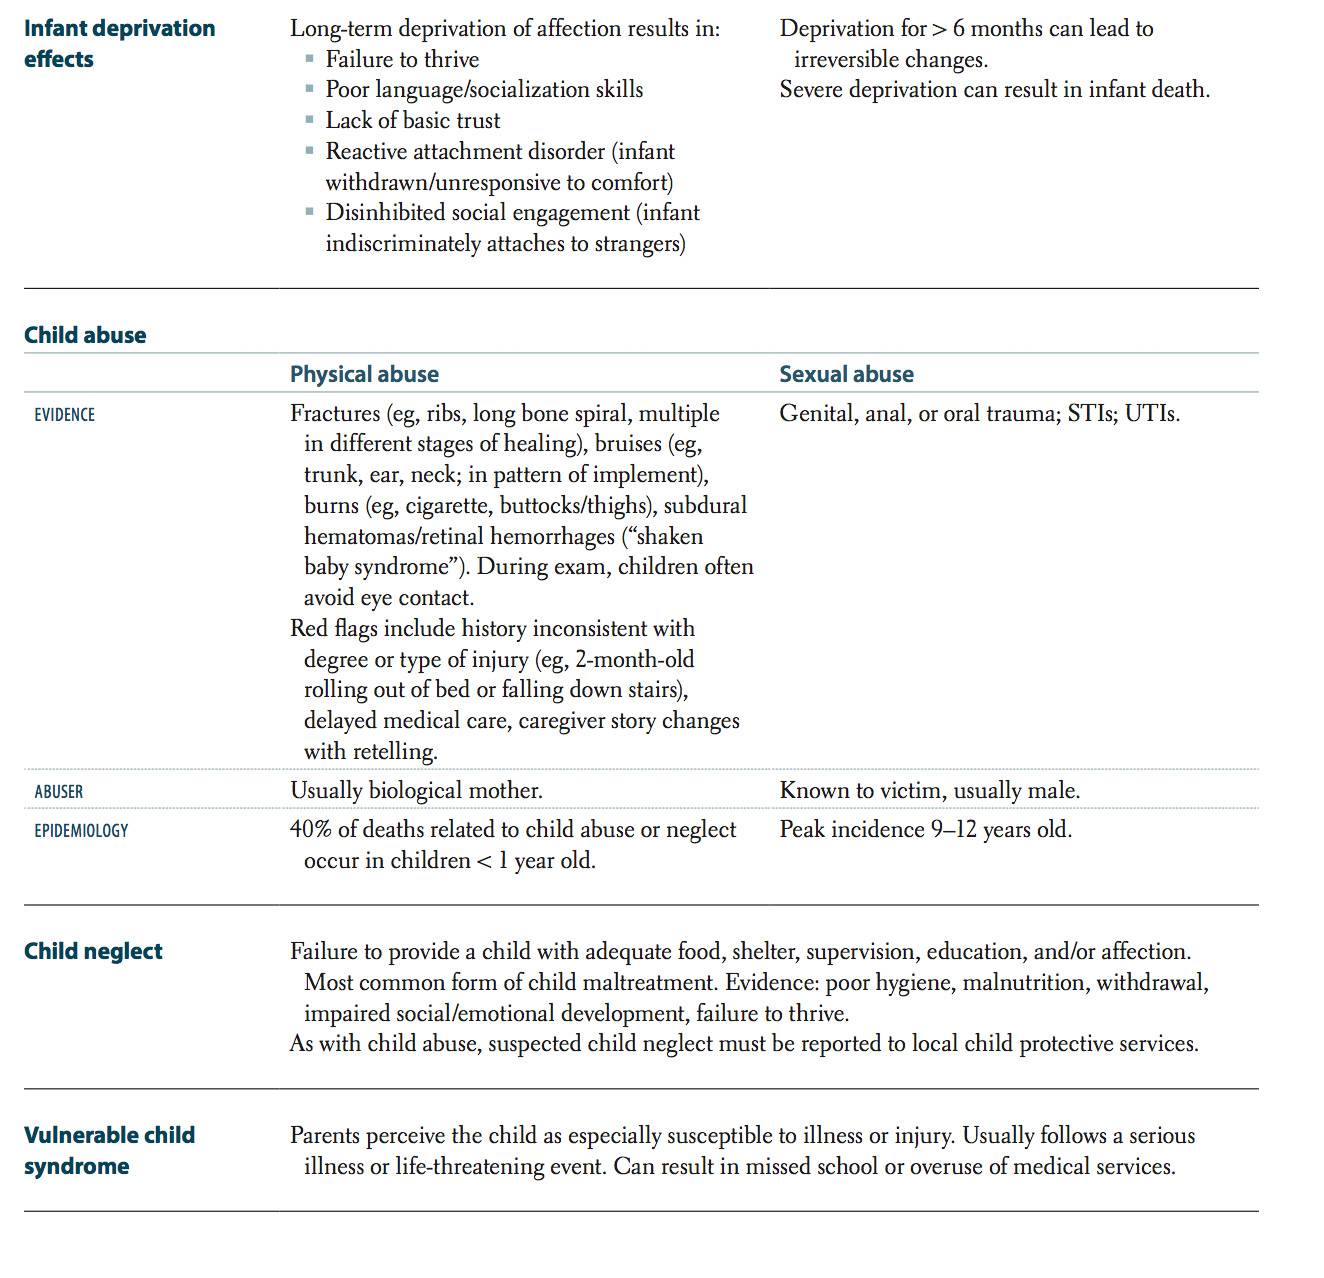 Infant deprivation
effects
Long-term deprivation of affection results in:
▪ Failure to thrive
▪ Poor language/socialization skills
▪ Lack of basic trust
▪ Reactive attachment disorder (infant
withdrawn/unresponsive to comfort)
▪ Disinhibited social engagement (infant
indiscriminately attaches to strangers)
Deprivation for > 6 months can lead to
irreversible changes.
Severe deprivation can result in infant death.
Child abuse
Physical abuse
Sexual abuse
EVIDENCE
Fractures (eg, ribs, long bone spiral, multiple
in different stages of healing), bruises (eg,
trunk, ear, neck; in pattern of implement),
burns (eg, cigarette, buttocks/thighs), subdural
hematomas/retinal hemorrhages (“shaken
baby syndrome”). During exam, children often
avoid eye contact.
Red flags include history inconsistent with
degree or type of injury (eg, 2-month-old
rolling out of bed or falling down stairs),
delayed medical care, caregiver story changes
with retelling.
Genital, anal, or oral trauma; STIs; UTIs.
ABUSER
Usually biological mother.
Known to victim, usually male.
EPIDEMIOLOGY
40% of deaths related to child abuse or neglect
occur in children < 1 year old.
Peak incidence 9–12 years old.
Child neglect
Failure to provide a child with adequate food, shelter, supervision, education, and/or affection.
Most common form of child maltreatment. Evidence: poor hygiene, malnutrition, withdrawal,
impaired social/emotional development, failure to thrive.
As with child abuse, suspected child neglect must be reported to local child protective services.
Vulnerable child
syndrome
Parents perceive the child as especially susceptible to illness or injury. Usually follows a serious
illness or life-threatening event. Can result in missed school or overuse of medical services.